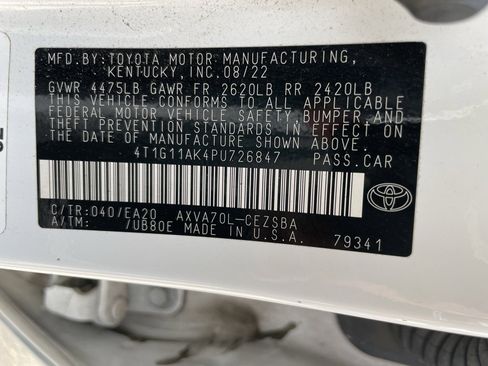 MFD.BY:TOYOTA MOTOR MANUFACTURING,
KENTUCKY,INC.08/22
GVWR 4475LB GAWR FR 2620LB RR 2420LB
THIS VEHICLE CONFORMS TO ALL APPLICABLE
FEDERAL MOTOR VEHICLE SAFETY,BUMPER,AND
THEFT PREVENTION STANDARDS IN EFFECT ON
THE DATE OF MANUFACTURE SHOWN ABOVE.
4T1G11AK4PU726847 PASS.CAR
C/TR:040/EA20 AXVA70L-CEZSBA
A/TM: /UB80E MADE IN U.S.A. 79341
TOYOTA